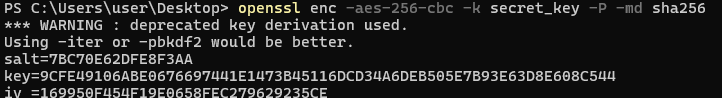 PS C:\Users\user\Desktop> openssl enc -aes-256-cbc -k secret_key -P -md sha256
*** WARNING : deprecated key derivation used.
Using -iter or -pbkdf2 would be better.
salt=7BC70E62DFE8F3AA
key=9CFE49106ABE0676697441E1473B45116DCD34A6DEB505E7B93E63D8E608C544
iv =169950F454F19E0658FEC279629235CE